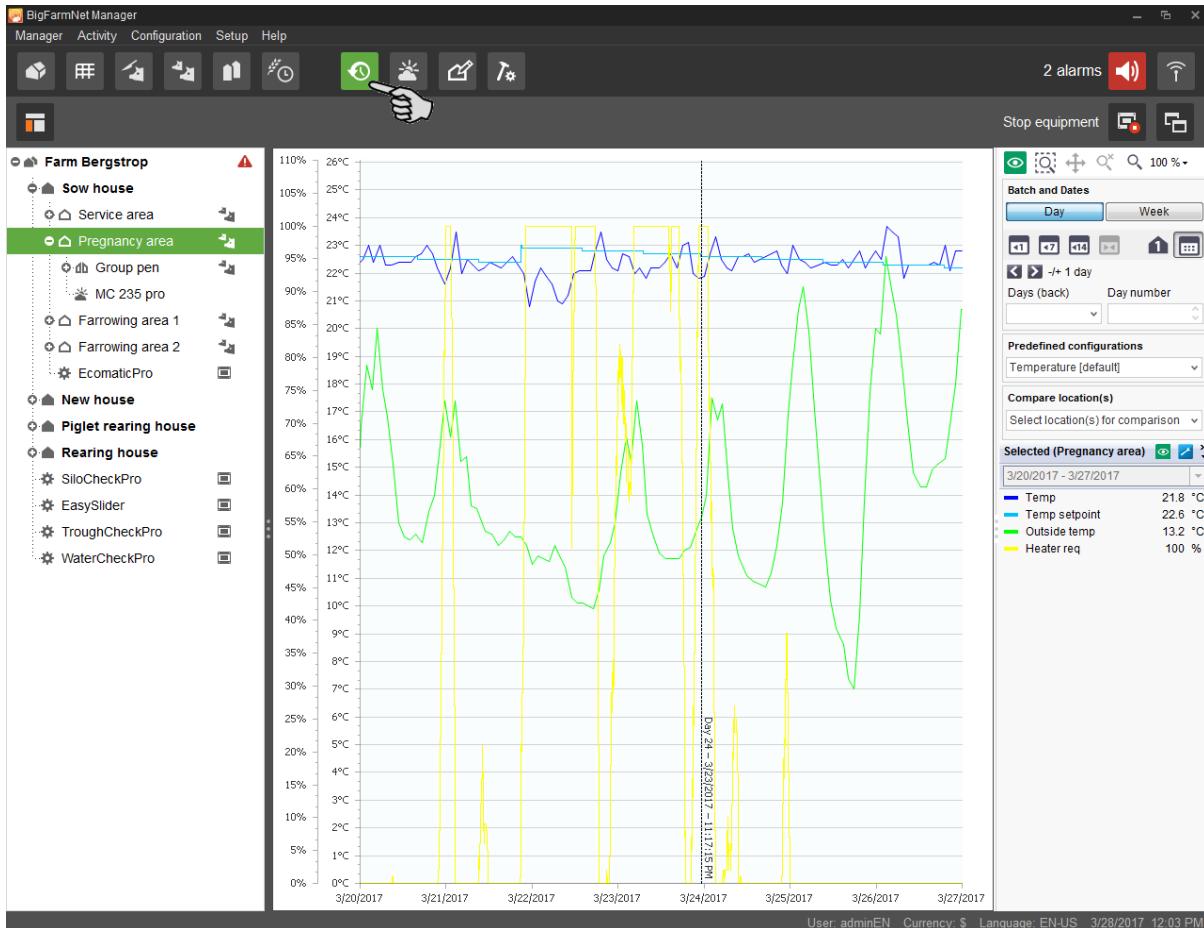 BigFarmNet Manager
Manager Activity Configuration Setup Help
2 alarms
Stop equipment
Farm Bergstrop
Sow house
Service area
Pregnancy area
Group pen
MC 235 pro
Farrowing area 1
Farrowing area 2
EcomaticPro
New house
Piglet rearing house
Rearing house
SiloCheckPro
EasySlider
TroughCheckPro
WaterCheckPro
110%
105%
100%
95%
90%
85%
80%
75%
70%
65%
60%
55%
50%
45%
40%
35%
30%
25%
20%
15%
10%
5%
0%
26°C
25°C
24°C
23°C
22°C
21°C
20°C
19°C
18°C
17°C
16°C
15°C
14°C
13°C
12°C
11°C
10°C
9°C
8°C
7°C
6°C
5°C
4°C
3°C
2°C
1°C
0°C
Day 24 – 3/23/2017 – 11:17:15 PM
3/20/2017 3/21/2017 3/22/2017 3/23/2017 3/24/2017 3/25/2017 3/26/2017 3/27/2017
100 %
Batch and Dates
Day Week
1 7 14 1
-/+ 1 day
Days (back) Day number
Predefined configurations
Temperature [default]
Compare location(s)
Select location(s) for comparison
Selected (Pregnancy area)
3/20/2017 - 3/27/2017
Temp 21.8 °C
Temp setpoint 22.6 °C
Outside temp 13.2 °C
Heater req 100 %
User: adminEN Currency: $ Language: EN-US 3/28/2017 12:03 PM